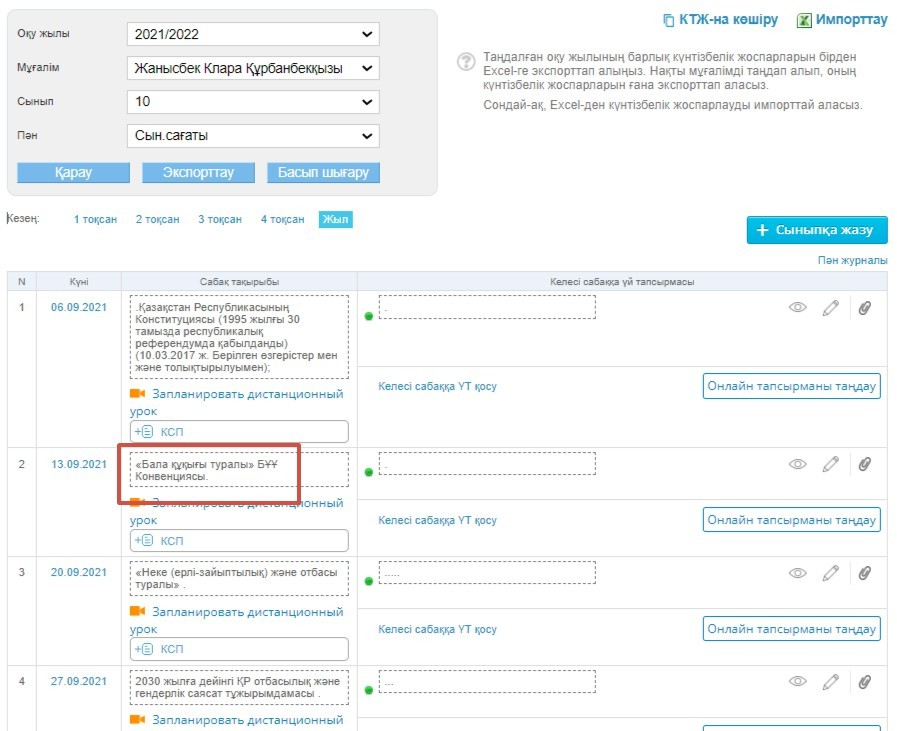 Оқу жылы 2021/2022
Мұғалім Жанысбек Клара Құрбанбекқызы
Сынып 10
Пән Сын.сағаты
Қарау Экспорттау Басып шығару
КТЖ-на көшіру Импорттау
Таңдалған оқу жылының барлық күнтізбелік жоспарларын бірден
Excel-ге экспорттап алыңыз. Нақты мұғалімді таңдап алып, оның
күнтізбелік жоспарларын ғана экспорттап аласыз.
Сондай-ақ, Excel-ден күнтізбелік жоспарлауды импорттай аласыз.
Кезең: 1 тоқсан 2 тоқсан 3 тоқсан 4 тоқсан Жыл
+ Сыныпқа жазу
Пән журналы
N Күні Сабақ тақырыбы Келесі сабаққа үй тапсырмасы
1 06.09.2021 .Қазақстан Республикасының
Конституциясы (1995 жылғы 30
тамызда республикалық
референдумда қабылданды)
(10.03.2017 ж. Берілген өзгерістер мен
және толықтырылуымен);
.
Запланировать дистанционный
урок
+ КСП
Келесі сабаққа ҮТ қосу Онлайн тапсырманы таңдау
2 13.09.2021 «Бала құқығы туралы» БҰҰ
Конвенциясы.
.
Запланировать дистанционный
урок
+ КСП
Келесі сабаққа ҮТ қосу Онлайн тапсырманы таңдау
3 20.09.2021 «Неке (ерлі-зайыптылық) және отбасы
туралы» .
.....
Запланировать дистанционный
урок
+ КСП
Келесі сабаққа ҮТ қосу Онлайн тапсырманы таңдау
4 27.09.2021 2030 жылға дейінгі ҚР отбасылық және
гендерлік саясат тұжырымдамасы .
...
Запланировать дистанционный